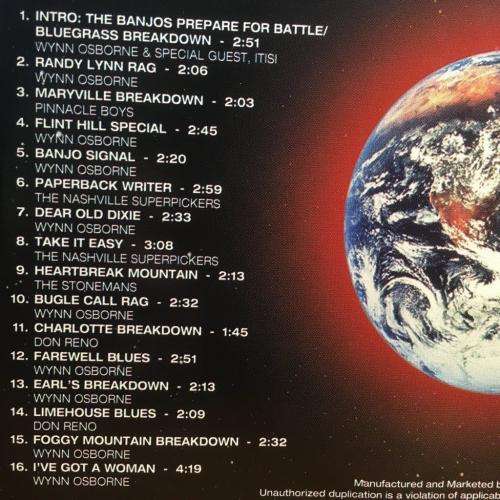 1. INTRO: THE BANJOS PREPARE FOR BATTLE/
BLUEGRASS BREAKDOWN - 2:51
WYNN OSBORNE & SPECIAL GUEST, ITISI
2. RANDY LYNN RAG - 2:06
WYNN OSBORNE
3. MARYVILLE BREAKDOWN - 2:03
PINNACLE BOYS
4. FLINT HILL SPECIAL - 2:45
WYNN OSBORNE
5. BANJO SIGNAL - 2:20
WYNN OSBORNE
6. PAPERBACK WRITER - 2:59
THE NASHVILLE SUPERPICKERS
7. DEAR OLD DIXIE - 2:33
WYNN OSBORNE
8. TAKE IT EASY - 3:08
THE NASHVILLE SUPERPICKERS
9. HEARTBREAK MOUNTAIN - 2:13
THE STONEMANS
10. BUGLE CALL RAG - 2:32
WYNN OSBORNE
11. CHARLOTTE BREAKDOWN - 1:45
DON RENO
12. FAREWELL BLUES - 2:51
WYNN OSBORNE
13. EARL'S BREAKDOWN - 2:13
WYNN OSBORNE
14. LIMEHOUSE BLUES - 2:09
DON RENO
15. FOGGY MOUNTAIN BREAKDOWN - 2:32
WYNN OSBORNE
16. I'VE GOT A WOMAN - 4:19
WYNN OSBORNE
Manufactured and Marketed
Unauthorized duplication is a violation of